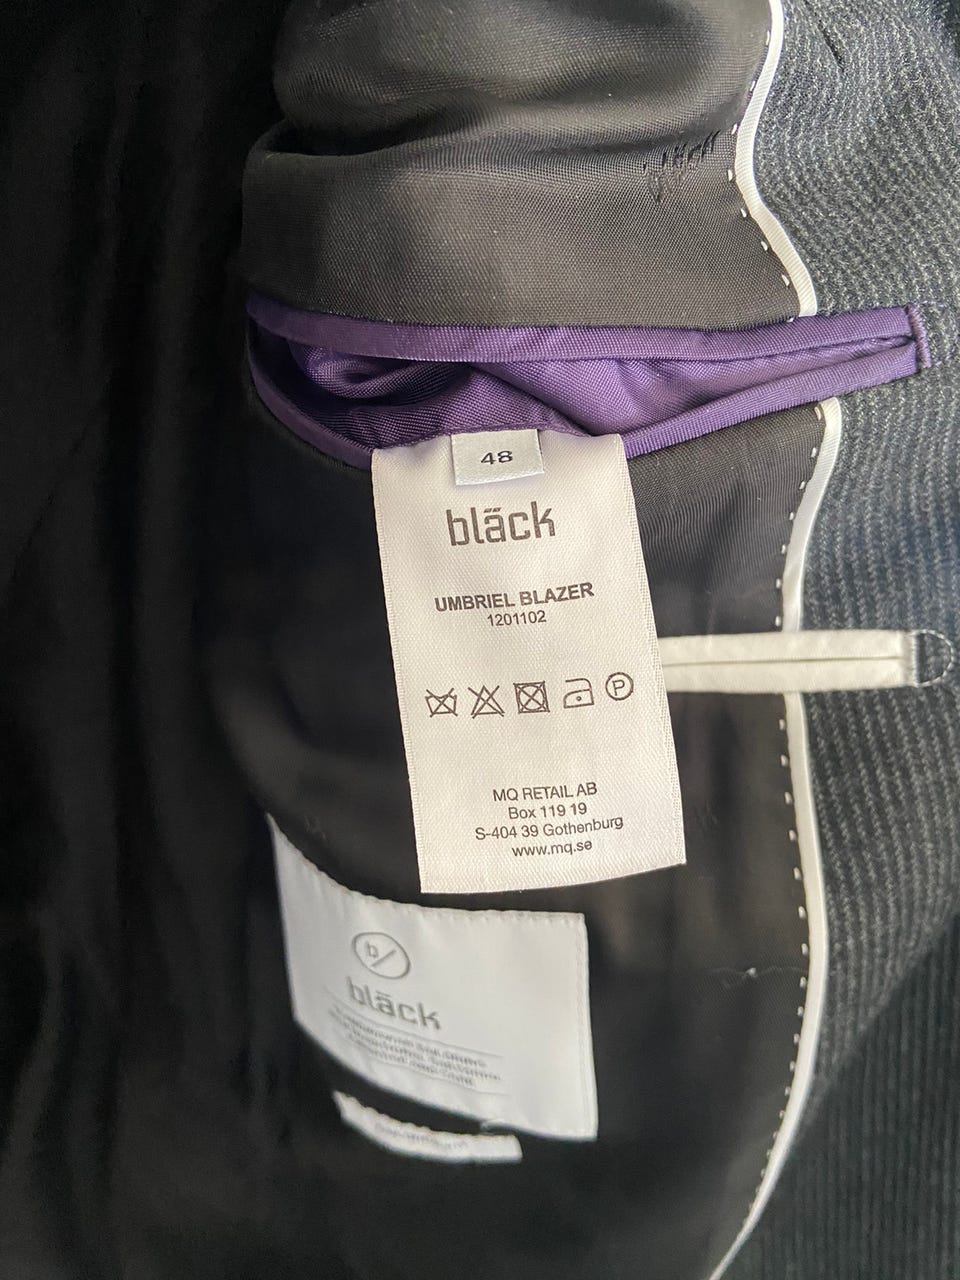 48
bläck
UMBRIEL BLAZER
1201102
P
MQ RETAIL AB
Box 119 19
S-404 39 Gothenburg
www.mq.se
b/
bläck